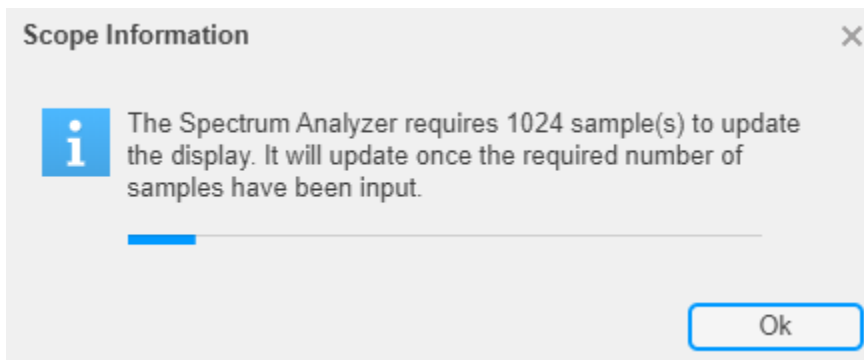 Scope Information
The Spectrum Analyzer requires 1024 sample(s) to update
the display. It will update once the required number of
samples have been input.
Ok